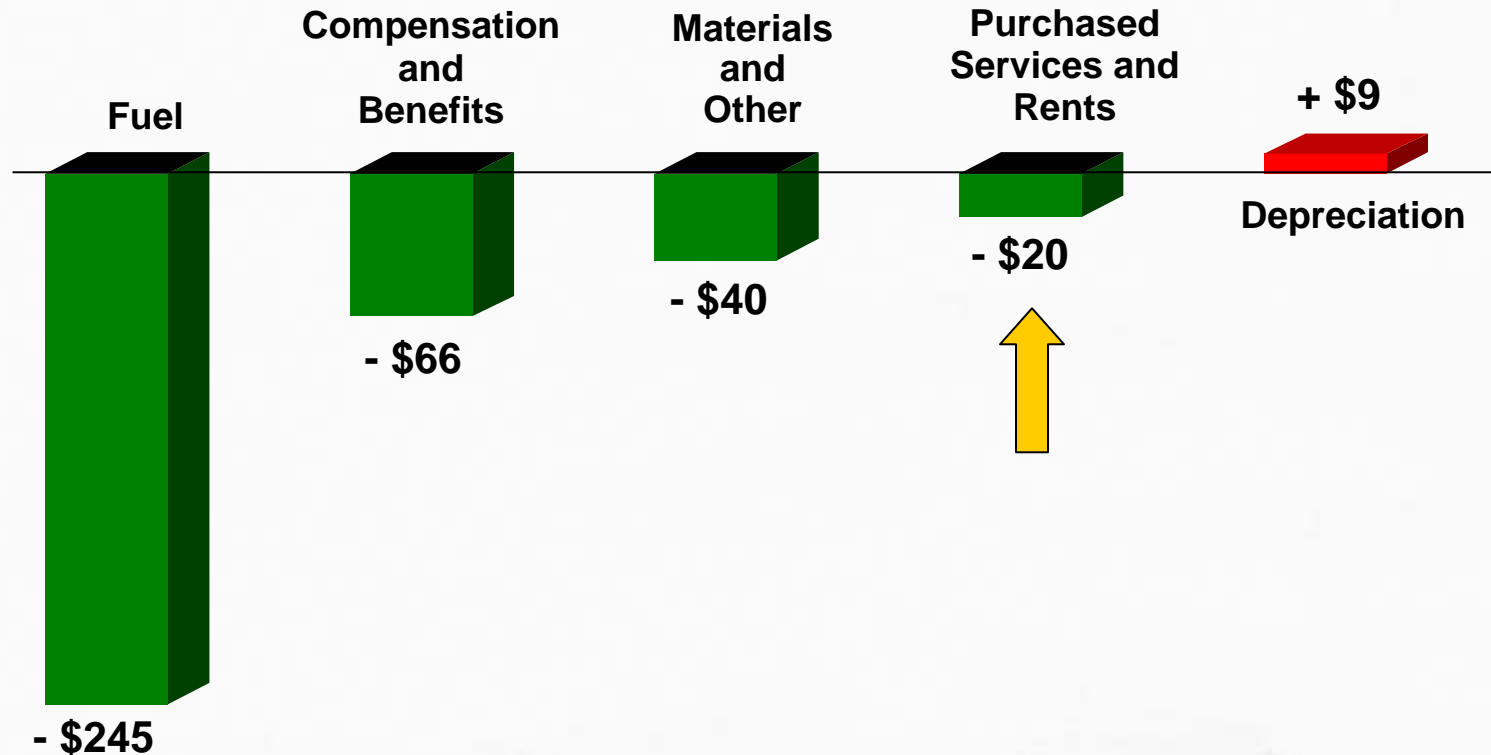 Fuel
- $245
Compensation
and
Benefits
- $66
Materials
and
Other
- $40
Purchased
Services and
Rents
- $20
+ $9
Depreciation